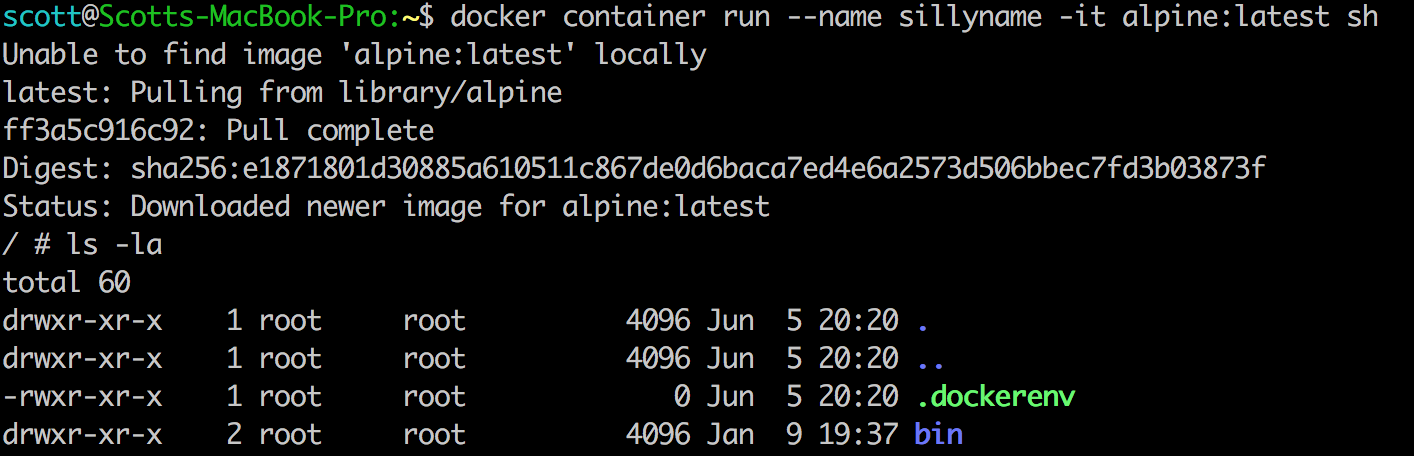 scott@Scotts-MacBook-Pro:~$ docker container run --name sillyname -it alpine:latest sh
Unable to find image 'alpine:latest' locally
latest: Pulling from library/alpine
ff3a5c916c92: Pull complete
Digest: sha256:e1871801d30885a610511c867de0d6baca7ed4e6a2573d506bbec7fd3b03873f
Status: Downloaded newer image for alpine:latest
/ # ls -la
total 60
drwxr-xr-x    1 root     root          4096 Jun  5 20:20 .
drwxr-xr-x    1 root     root          4096 Jun  5 20:20 ..
-rwxr-xr-x    1 root     root             0 Jun  5 20:20 .dockerenv
drwxr-xr-x    2 root     root          4096 Jan  9 19:37 bin